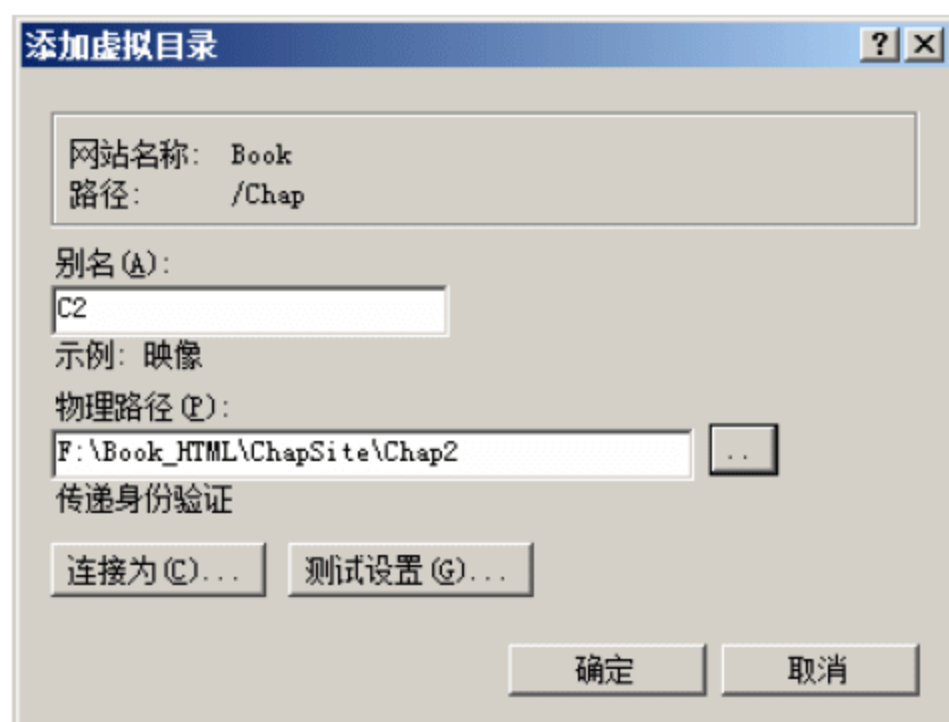 添加虚拟目录
网站名称: Book
路径: /Chap
别名(A):
C2
示例: 映像
物理路径(P):
F:\Book_HTML\ChapSite\Chap2
..
传递身份验证
连接为(C)... 测试设置(G)...
确定 取消